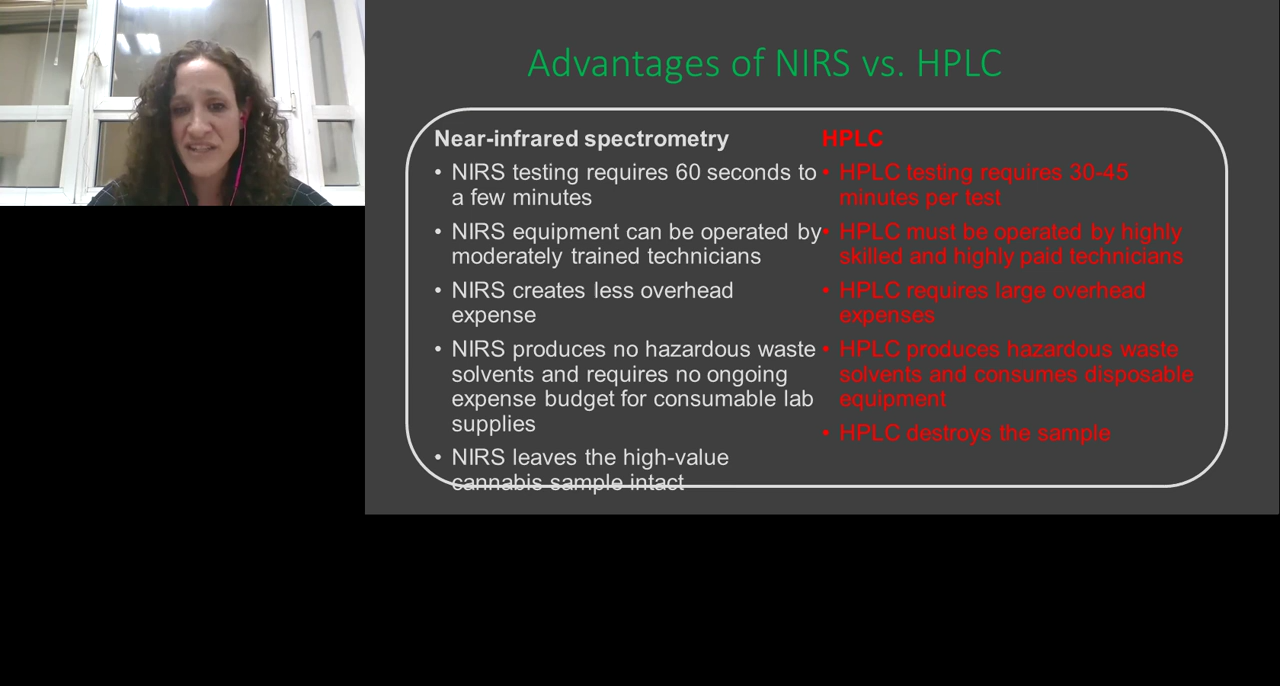 Advantages of NIRS vs. HPLC
Near-infrared spectrometry
• NIRS testing requires 60 seconds to
a few minutes
• NIRS equipment can be operated by
moderately trained technicians
• NIRS creates less overhead
expense
• NIRS produces no hazardous waste
solvents and requires no ongoing
expense budget for consumable lab
supplies
• NIRS leaves the high-value
cannabis sample intact
HPLC
• HPLC testing requires 30-45
minutes per test
• HPLC must be operated by highly
skilled and highly paid technicians
• HPLC requires large overhead
expenses
• HPLC produces hazardous waste
solvents and consumes disposable
equipment
• HPLC destroys the sample